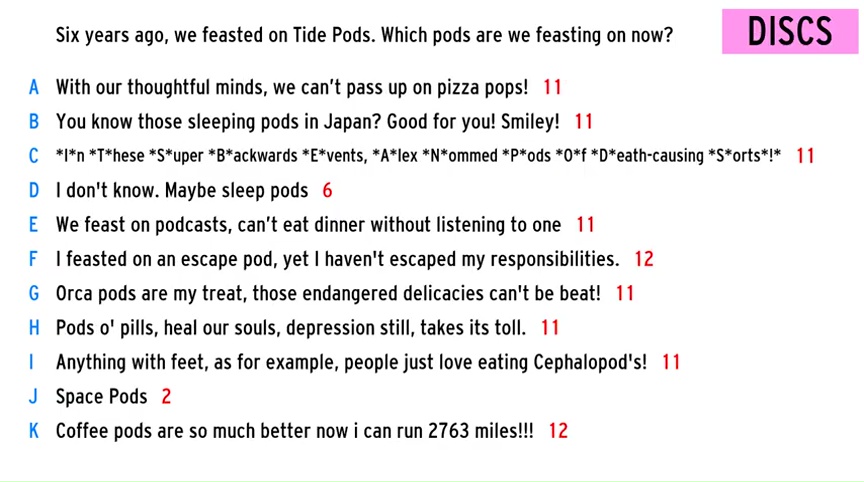 Six years ago, we feasted on Tide Pods. Which pods are we feasting on now?
DISCS
A With our thoughtful minds, we can't pass up on pizza pops! 11
B You know those sleeping pods in Japan? Good for you! Smiley! 11
C *I*n *T*hese *S*uper *B*ackwards *E*vents, *A*lex *N*ommed *P*ods *O*f *D*eath-causing *S*orts*!* 11
D I don't know. Maybe sleep pods 6
E We feast on podcasts, can't eat dinner without listening to one 11
F I feasted on an escape pod, yet I haven't escaped my responsibilities. 12
G Orca pods are my treat, those endangered delicacies can't be beat! 11
H Pods o' pills, heal our souls, depression still, takes its toll. 11
I Anything with feet, as for example, people just love eating Cephalopod's! 11
J Space Pods 2
K Coffee pods are so much better now i can run 2763 miles!!! 12